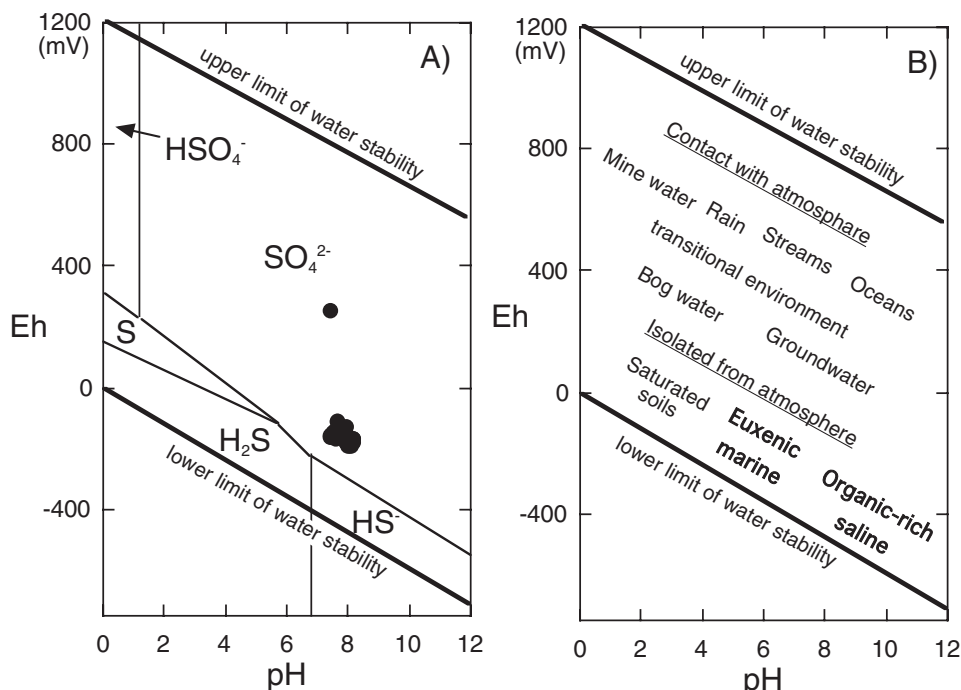 1200
(mV)
A)
upper limit of water stability
800
HSO₄⁻
400
SO₄²⁻
Eh
S
0
H₂S
lower limit of water stability
-400
HS⁻
0 2 4 6 8 10 12
pH
1200
(mV)
B)
upper limit of water stability
800
Contact with atmosphare
Mine water Rain Streams Oceans
transitional environment
400
Eh
Bog water Groundwater
Isolated from atmosphere
0
Saturated
soils
Euxenic
marine
Organic-rich
saline
lower limit of water stability
-400
0 2 4 6 8 10 12
pH